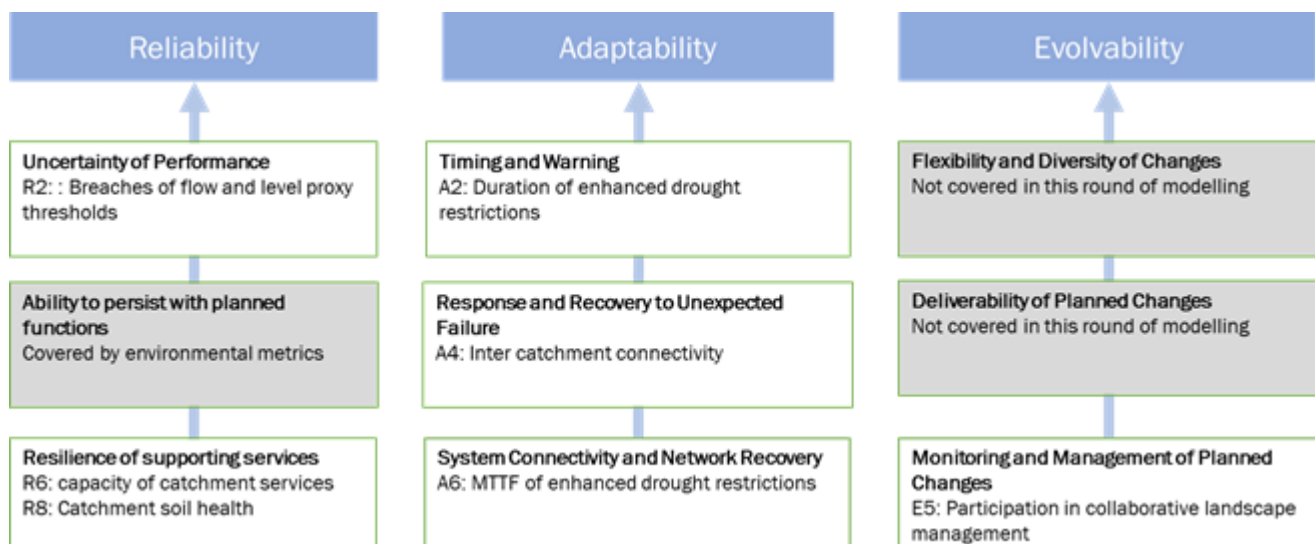 Reliability
Uncertainty of Performance
R2: : Breaches of flow and level proxy
thresholds
Ability to persist with planned
functions
Covered by environmental metrics
Resilience of supporting services
R6: capacity of catchment services
R8: Catchment soil health
Adaptability
Timing and Warning
A2: Duration of enhanced drought
restrictions
Response and Recovery to Unexpected
Failure
A4: Inter catchment connectivity
System Connectivity and Network Recovery
A6: MTTF of enhanced drought restrictions
Evolvability
Flexibility and Diversity of Changes
Not covered in this round of modelling
Deliverability of Planned Changes
Not covered in this round of modelling
Monitoring and Management of Planned
Changes
E5: Participation in collaborative landscape
management